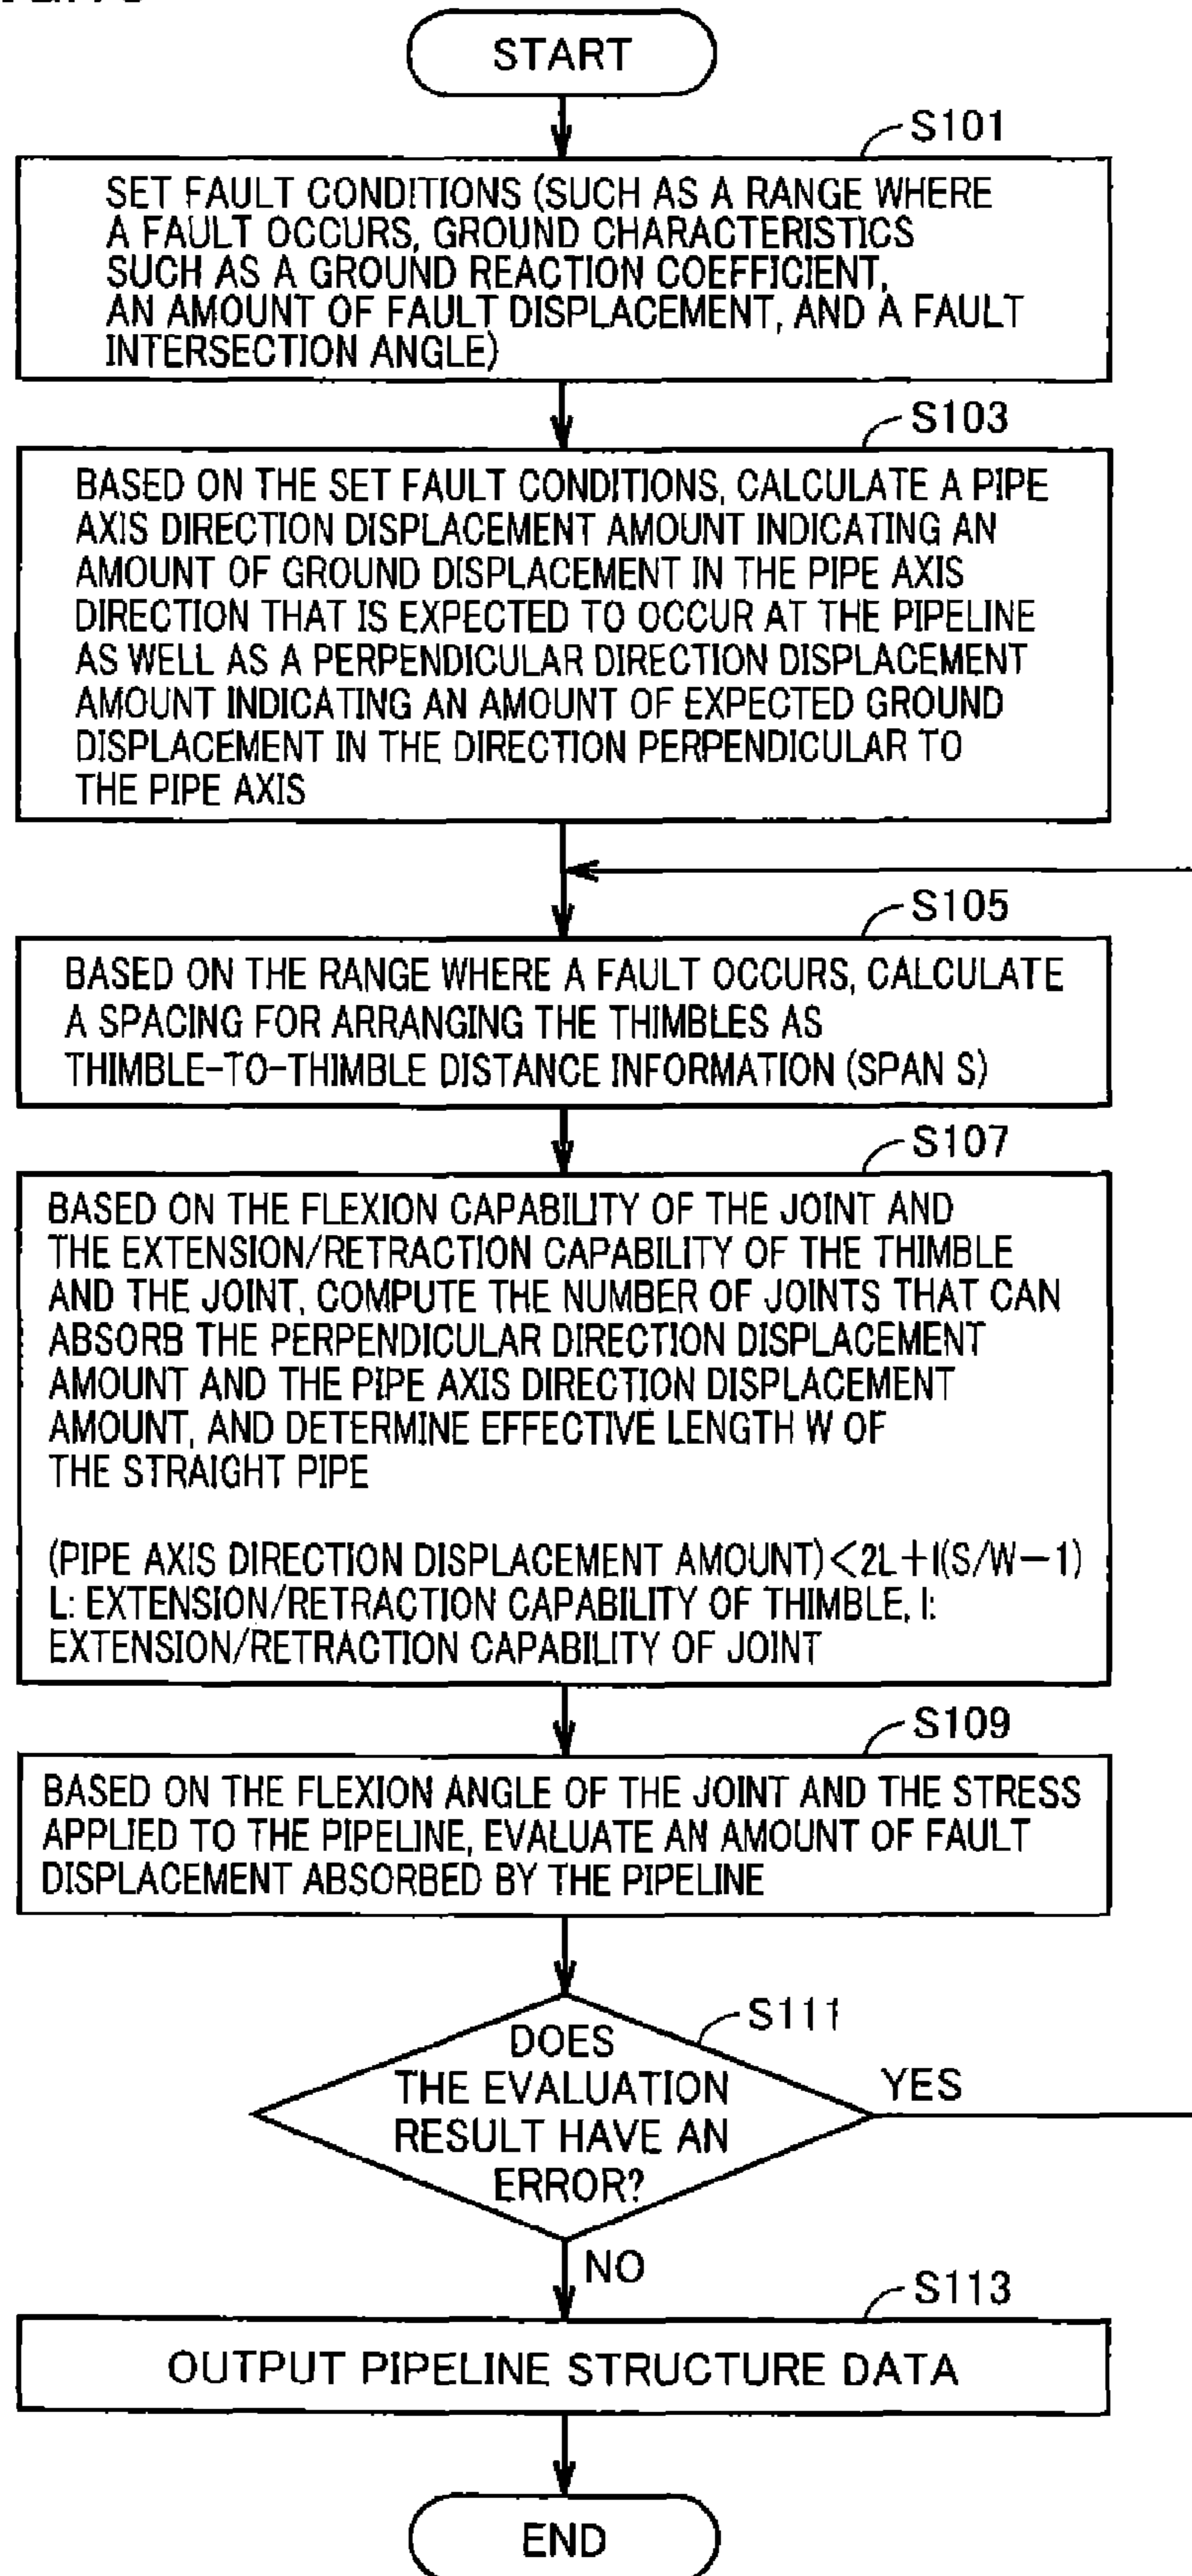 START
S101
SET FAULT CONDITIONS (SUCH AS A RANGE WHERE
A FAULT OCCURS, GROUND CHARACTERISTICS
SUCH AS A GROUND REACTION COEFFICIENT,
AN AMOUNT OF FAULT DISPLACEMENT, AND A FAULT
INTERSECTION ANGLE)
S103
BASED ON THE SET FAULT CONDITIONS, CALCULATE A PIPE
AXIS DIRECTION DISPLACEMENT AMOUNT INDICATING AN
AMOUNT OF GROUND DISPLACEMENT IN THE PIPE AXIS
DIRECTION THAT IS EXPECTED TO OCCUR AT THE PIPELINE
AS WELL AS A PERPENDICULAR DIRECTION DISPLACEMENT
AMOUNT INDICATING AN AMOUNT OF EXPECTED GROUND
DISPLACEMENT IN THE DIRECTION PERPENDICULAR TO
THE PIPE AXIS
S105
BASED ON THE RANGE WHERE A FAULT OCCURS, CALCULATE
A SPACING FOR ARRANGING THE THIMBLES AS
THIMBLE-TO-THIMBLE DISTANCE INFORMATION (SPAN S)
S107
BASED ON THE FLEXION CAPABILITY OF THE JOINT AND
THE EXTENSION/RETRACTION CAPABILITY OF THE THIMBLE
AND THE JOINT, COMPUTE THE NUMBER OF JOINTS THAT CAN
ABSORB THE PERPENDICULAR DIRECTION DISPLACEMENT
AMOUNT AND THE PIPE AXIS DIRECTION DISPLACEMENT
AMOUNT, AND DETERMINE EFFECTIVE LENGTH W OF
THE STRAIGHT PIPE
(PIPE AXIS DIRECTION DISPLACEMENT AMOUNT)<2L+l(S/W-1)
L: EXTENSION/RETRACTION CAPABILITY OF THIMBLE, l:
EXTENSION/RETRACTION CAPABILITY OF JOINT
S109
BASED ON THE FLEXION ANGLE OF THE JOINT AND THE STRESS
APPLIED TO THE PIPELINE, EVALUATE AN AMOUNT OF FAULT
DISPLACEMENT ABSORBED BY THE PIPELINE
S111
DOES
THE EVALUATION
RESULT HAVE AN
ERROR?
YES
NO
S113
OUTPUT PIPELINE STRUCTURE DATA
END